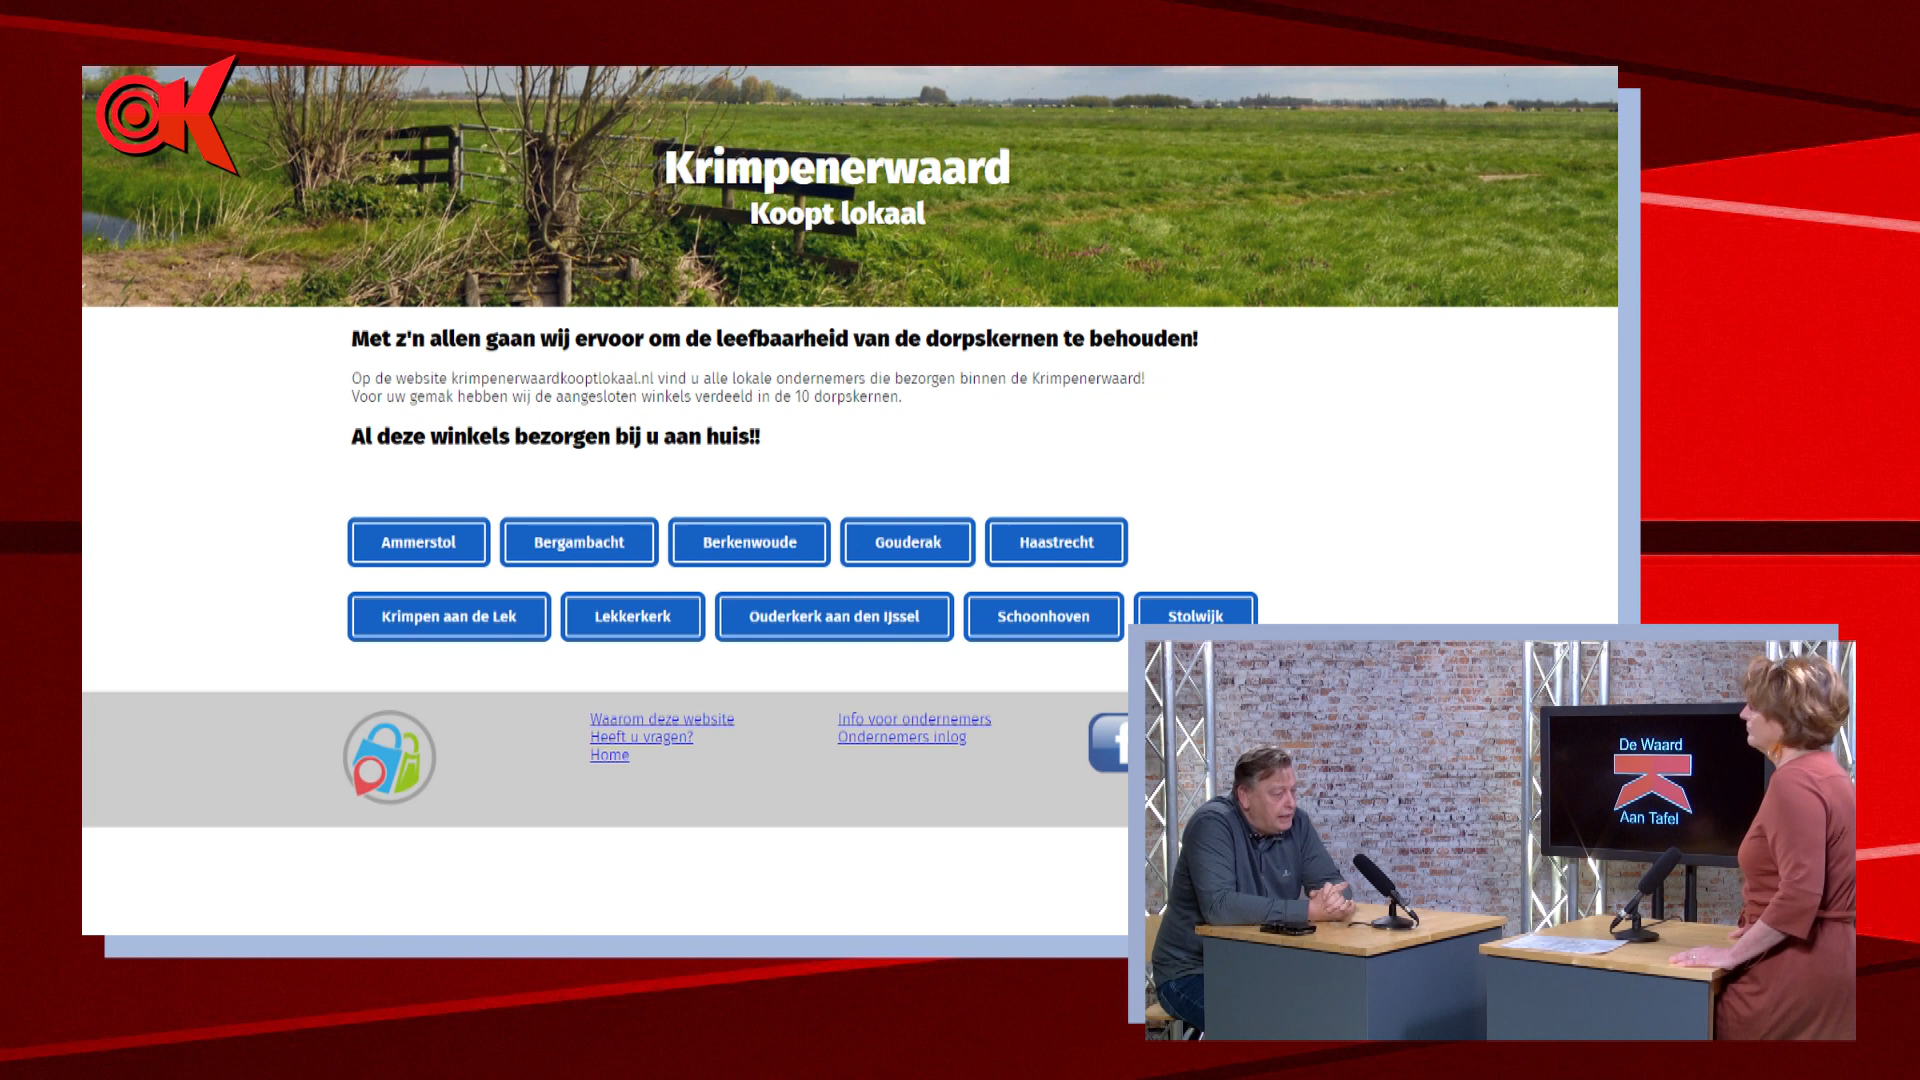 OK
Krimpenerwaard
Koopt lokaal
Met z'n allen gaan wij ervoor om de leefbaarheid van de dorpskernen te behouden!
Op de website krimpenerwaardkooptlokaal.nl vind u alle lokale ondernemers die bezorgen binnen de Krimpenerwaard!
Voor uw gemak hebben wij de aangesloten winkels verdeeld in de 10 dorpskernen.
Al deze winkels bezorgen bij u aan huis!!
Ammerstol Bergambacht Berkenwoude Gouderak Haastrecht
Krimpen aan de Lek Lekkerkerk Ouderkerk aan den IJssel Schoonhoven Stolwijk
Waarom deze website
Heeft u vragen?
Home
Info voor ondernemers
Ondernemers inlog
f
De Waard
K
Aan Tafel